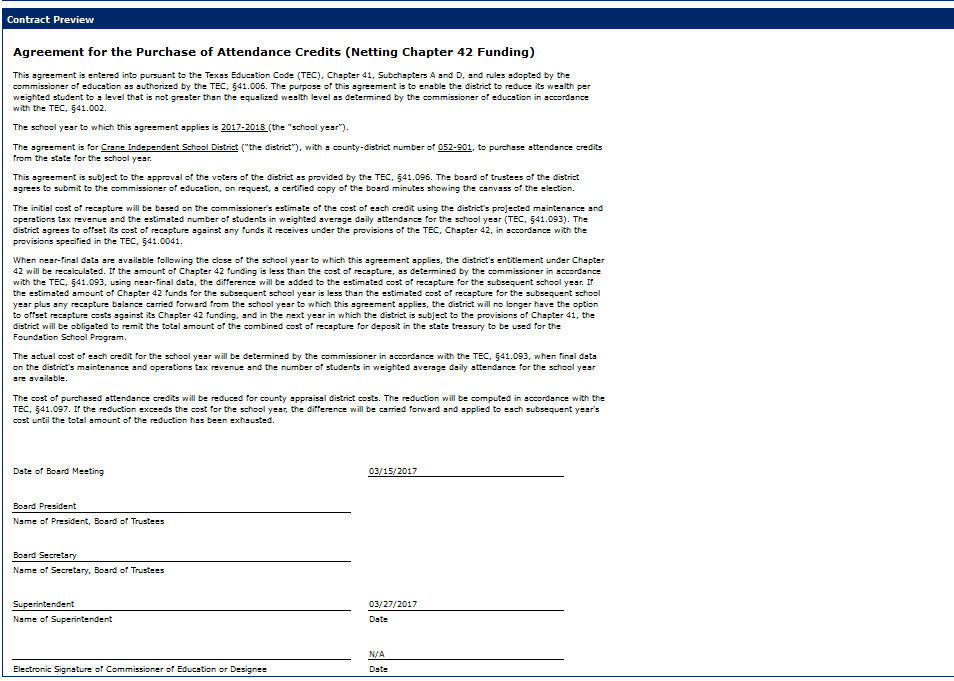 Contract Preview
Agreement for the Purchase of Attendance Credits (Netting Chapter 42 Funding)
This agreement is entered into pursuant to the Texas Education Code (TEC), Chapter 41, Subchapters A and D, and rules adopted by the
commissioner of education as authorized by the TEC, §41.006. The purpose of this agreement is to enable the district to reduce its wealth per
weighted student to a level that is not greater than the equalized wealth level as determined by the commissioner of education in accordance
with the TEC, §41.002.
The school year to which this agreement applies is 2017-2018 (the "school year").
The agreement is for Crane Independent School District ("the district"), with a county-district number of 052-901, to purchase attendance credits
from the state for the school year.
This agreement is subject to the approval of the voters of the district as provided by the TEC, §41.096. The board of trustees of the district
agrees to submit to the commissioner of education, on request, a certified copy of the board minutes showing the canvass of the election.
The initial cost of recapture will be based on the commissioner's estimate of the cost of each credit using the district's projected maintenance and
operations tax revenue and the estimated number of students in weighted average daily attendance for the school year (TEC, §41.093). The
district agrees to offset its cost of recapture against any funds it receives under the provisions of the TEC, Chapter 42, in accordance with the
provisions specified in the TEC, §41.0041.
When near-final data are available following the close of the school year to which this agreement applies, the district's entitlement under Chapter
42 will be recalculated. If the amount of Chapter 42 funding is less than the cost of recapture, as determined by the commissioner in accordance
with the TEC, §41.093, using near-final data, the difference will be added to the estimated cost of recapture for the subsequent school year. If
the estimated amount of Chapter 42 funds for the subsequent school year is less than the estimated cost of recapture for the subsequent school
year plus any recapture balance carried forward from the school year to which this agreement applies, the district will no longer have the option
to offset recapture costs against its Chapter 42 funding, and in the next year in which the district is subject to the provisions of Chapter 41, the
district will be obligated to remit the total amount of the combined cost of recapture for deposit in the state treasury to be used for the
Foundation School Program.
The actual cost of each credit for the school year will be determined by the commissioner in accordance with the TEC, §41.093, when final data
on the district's maintenance and operations tax revenue and the number of students in weighted average daily attendance for the school year
are available.
The cost of purchased attendance credits will be reduced for county appraisal district costs. The reduction will be computed in accordance with the
TEC, §41.097. If the reduction exceeds the cost for the school year, the difference will be carried forward and applied to each subsequent year's
cost until the total amount of the reduction has been exhausted.
Date of Board Meeting 03/15/2017
Board President
Name of President, Board of Trustees
Board Secretary
Name of Secretary, Board of Trustees
Superintendent 03/27/2017
Name of Superintendent Date
N/A
Electronic Signature of Commissioner of Education or Designee Date